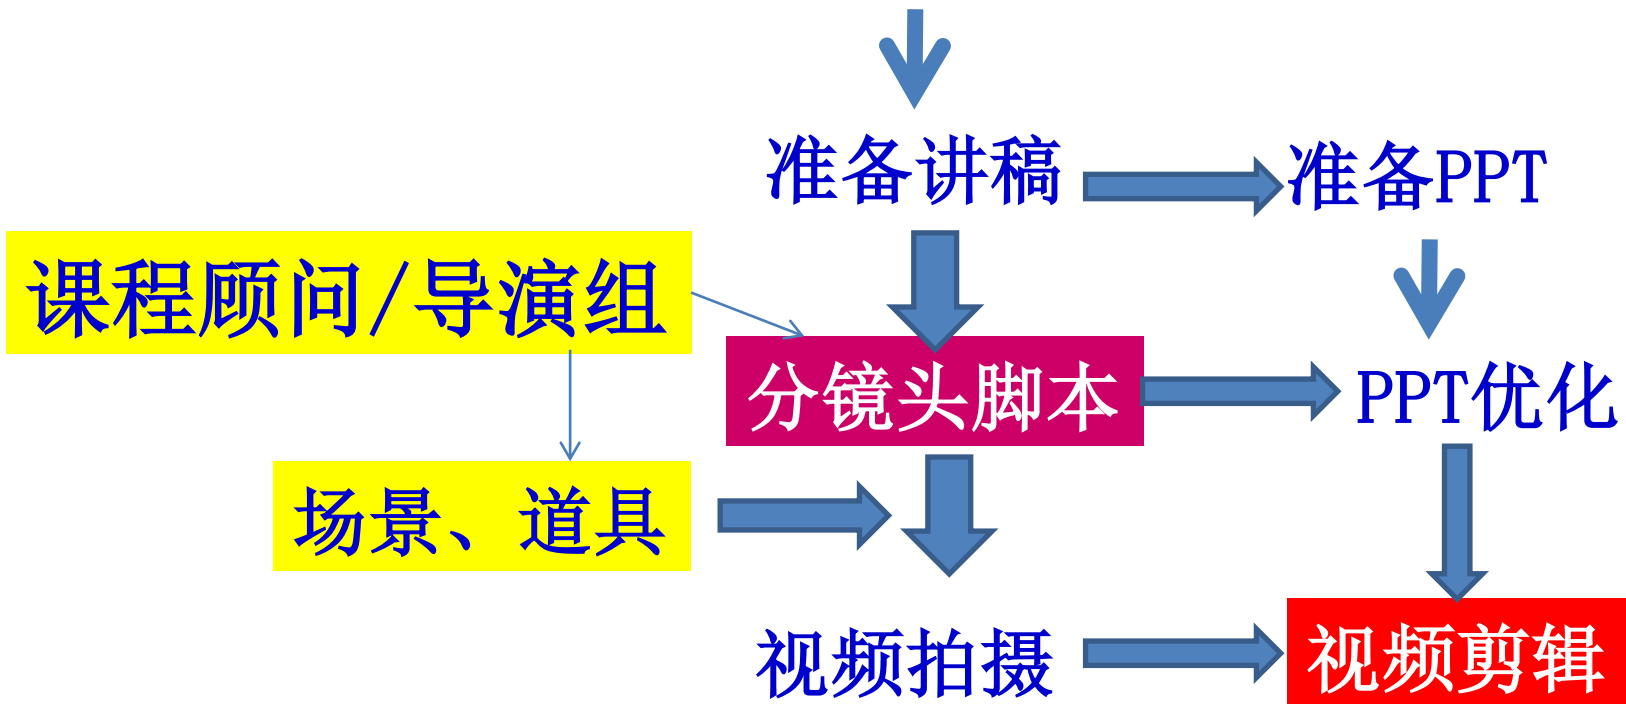 准备讲稿
准备PPT
课程顾问/导演组
分镜头脚本
PPT优化
场景、道具
视频拍摄
视频剪辑